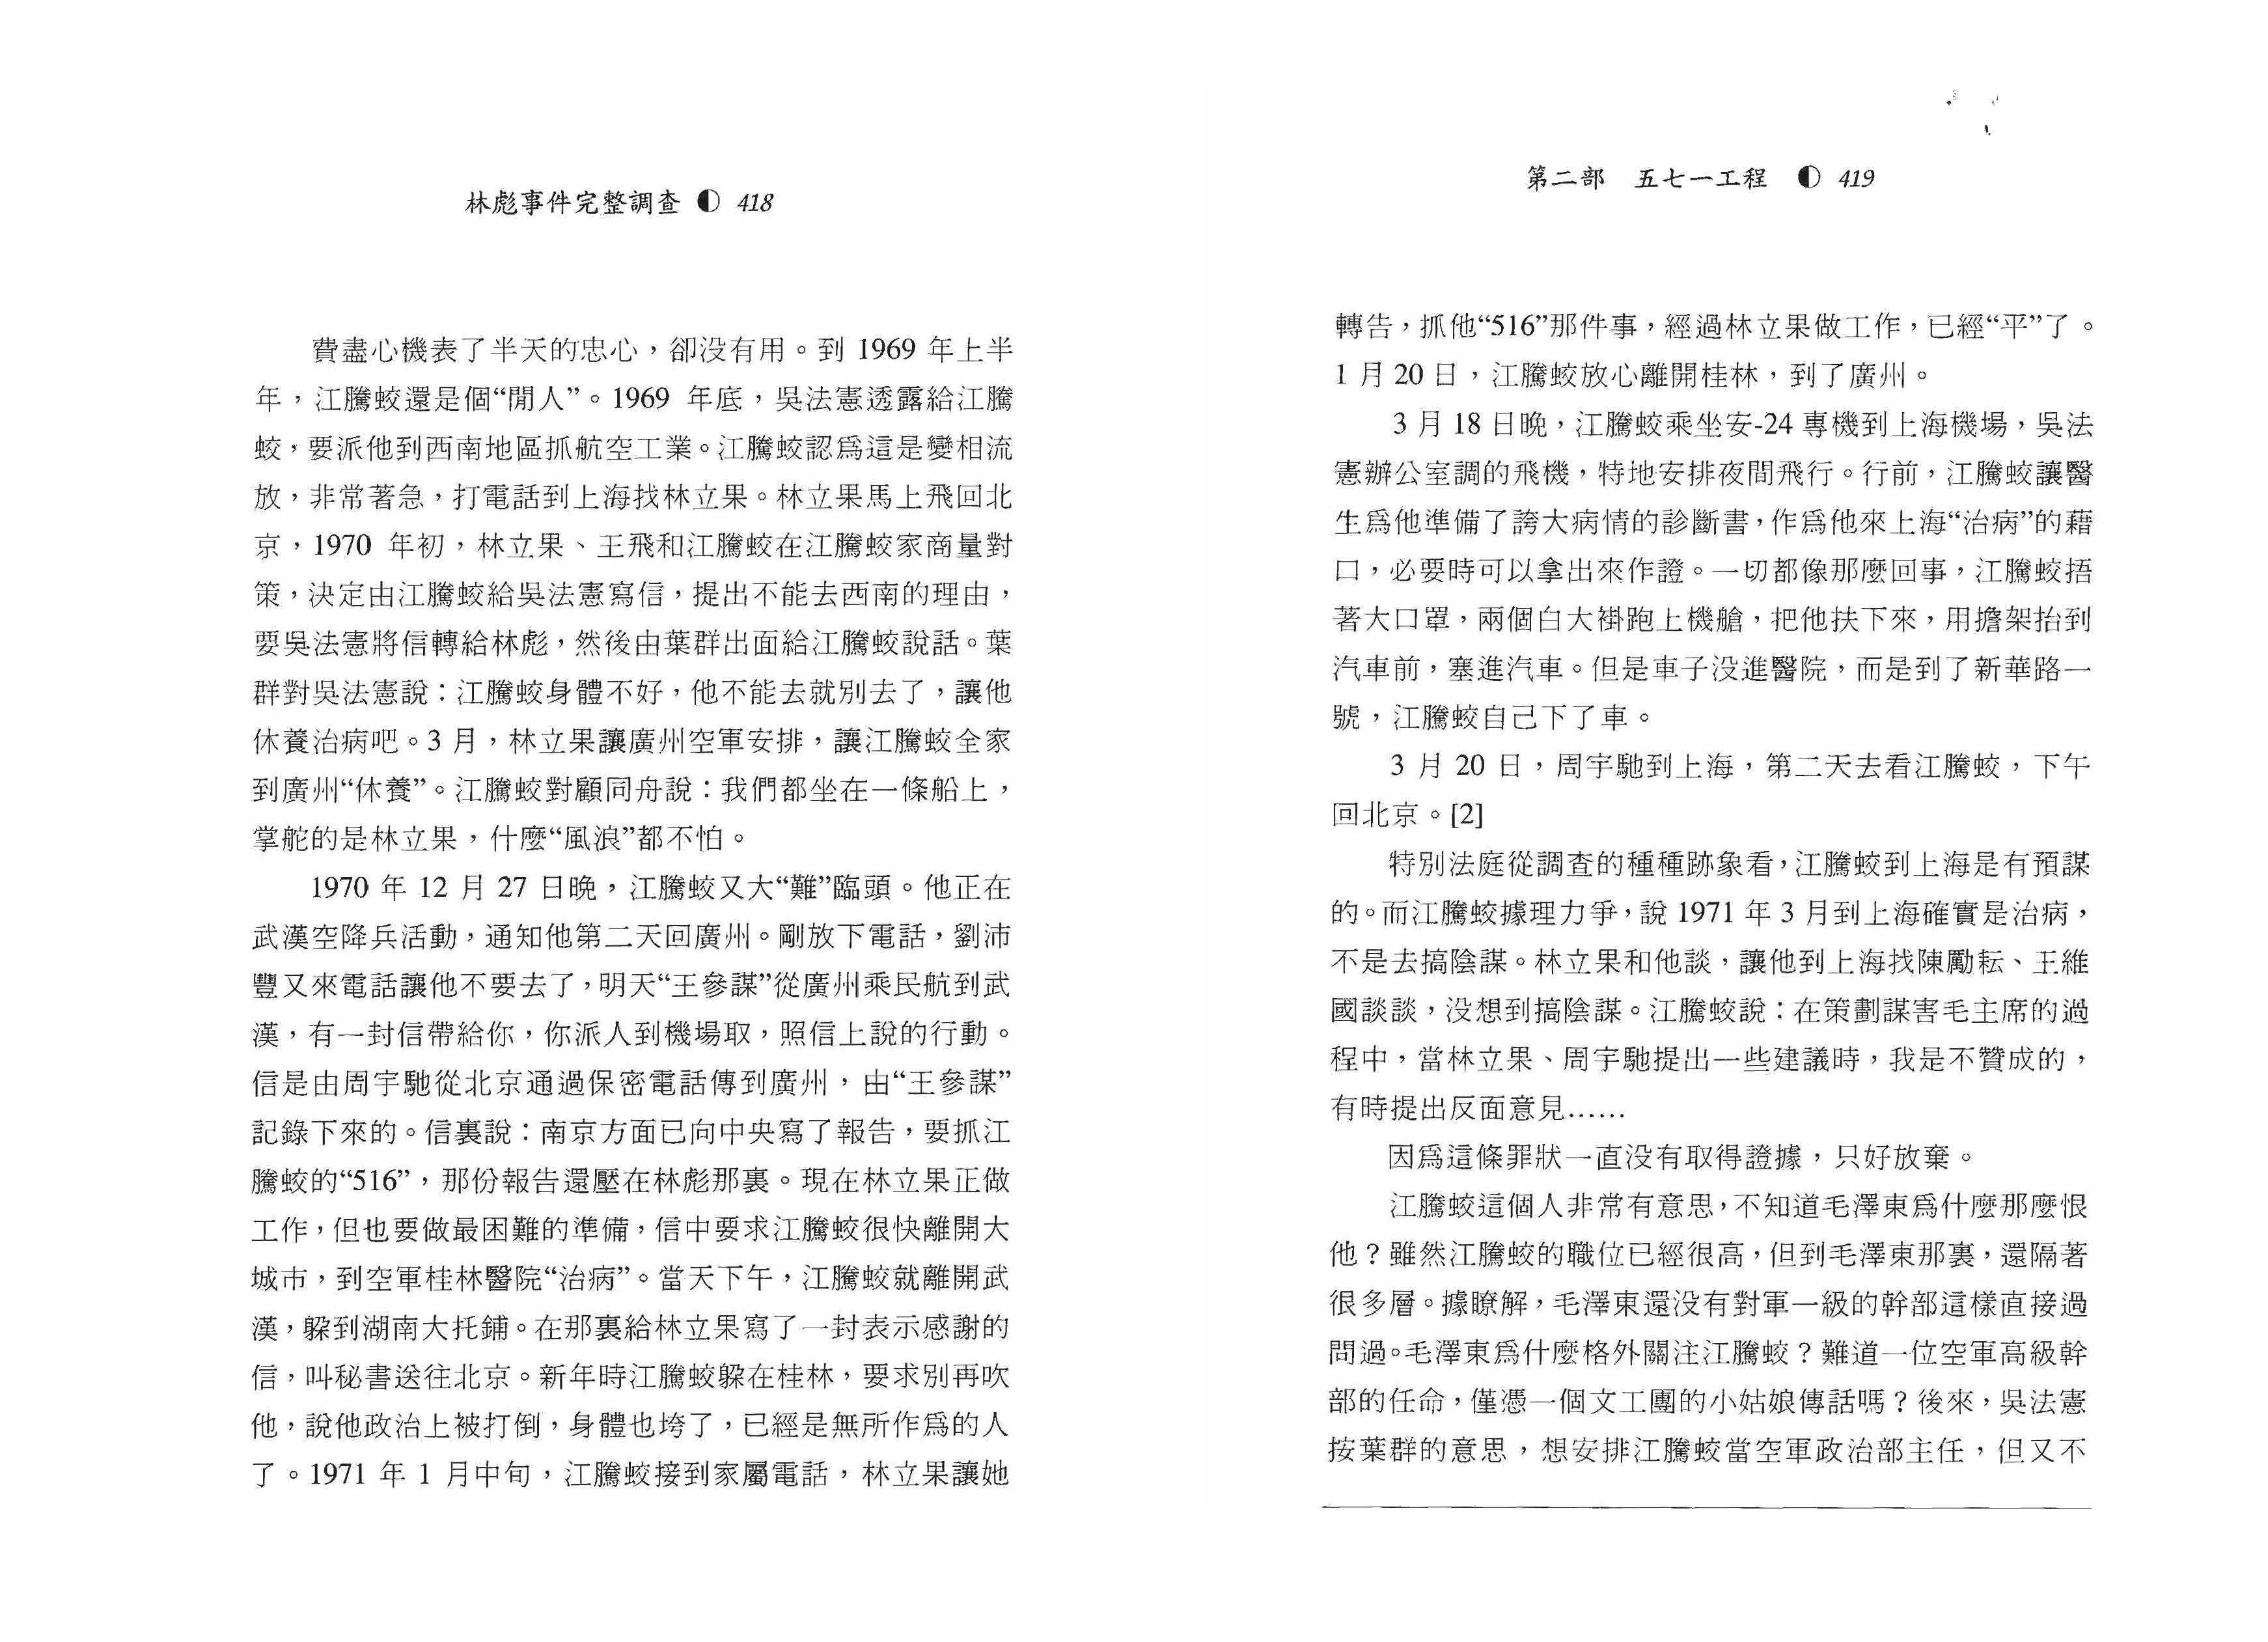 林彪事件完整調查 ◐ 418
費盡心機表了半天的忠心，卻没有用。到 1969 年上半
年，江騰蛟還是個“閒人”。1969 年底，吳法憲透露給江騰
蛟，要派他到西南地區抓航空工業。江騰蛟認爲這是變相流
放，非常著急，打電話到上海找林立果。林立果馬上飛回北
京，1970 年初，林立果、王飛和江騰蛟在江騰蛟家商量對
策，決定由江騰蛟給吳法憲寫信，提出不能去西南的理由，
要吳法憲將信轉給林彪，然後由葉群出面給江騰蛟說話。葉
群對吳法憲說：江騰蛟身體不好，他不能去就別去了，讓他
休養治病吧。3 月，林立果讓廣州空軍安排，讓江騰蛟全家
到廣州“休養”。江騰蛟對顧同舟說：我們都坐在一條船上，
掌舵的是林立果，什麼“風浪”都不怕。
1970 年 12 月 27 日晚，江騰蛟又大“難”臨頭。他正在
武漢空降兵活動，通知他第二天回廣州。剛放下電話，劉沛
豐又來電話讓他不要去了，明天“王參謀”從廣州乘民航到武
漢，有一封信帶給你，你派人到機場取，照信上說的行動。
信是由周宇馳從北京通過保密電話傳到廣州，由“王參謀”
記錄下來的。信裏說：南京方面已向中央寫了報告，要抓江
騰蛟的“516”，那份報告還壓在林彪那裏。現在林立果正做
工作，但也要做最困難的準備，信中要求江騰蛟很快離開大
城市，到空軍桂林醫院“治病”。當天下午，江騰蛟就離開武
漢，躲到湖南大托鋪。在那裏給林立果寫了一封表示感謝的
信，叫秘書送往北京。新年時江騰蛟躲在桂林，要求別再吹
他，說他政治上被打倒，身體也垮了，已經是無所作爲的人
了。1971 年 1 月中旬，江騰蛟接到家屬電話，林立果讓她
第二部 五七一工程 ◐ 419
轉告，抓他“516”那件事，經過林立果做工作，已經“平”了。
1 月 20 日，江騰蛟放心離開桂林，到了廣州。
3 月 18 日晚，江騰蛟乘坐安-24 專機到上海機場，吳法
憲辦公室調的飛機，特地安排夜間飛行。行前，江騰蛟讓醫
生爲他準備了誇大病情的診斷書，作爲他來上海“治病”的藉
口，必要時可以拿出來作證。一切都像那麼回事，江騰蛟捂
著大口罩，兩個白大褂跑上機艙，把他扶下來，用擔架抬到
汽車前，塞進汽車。但是車子没進醫院，而是到了新華路一
號，江騰蛟自己下了車。
3 月 20 日，周宇馳到上海，第二天去看江騰蛟，下午
回北京。[2]
特別法庭從調查的種種跡象看，江騰蛟到上海是有預謀
的。而江騰蛟據理力爭，說 1971 年 3 月到上海確實是治病，
不是去搞陰謀。林立果和他談，讓他到上海找陳勵耘、王維
國談談，没想到搞陰謀。江騰蛟說：在策劃謀害毛主席的過
程中，當林立果、周宇馳提出一些建議時，我是不贊成的，
有時提出反面意見……
因爲這條罪狀一直没有取得證據，只好放棄。
江騰蛟這個人非常有意思，不知道毛澤東爲什麼那麼恨
他？雖然江騰蛟的職位已經很高，但到毛澤東那裏，還隔著
很多層。據瞭解，毛澤東還没有對軍一級的幹部這樣直接過
問過。毛澤東爲什麼格外關注江騰蛟？難道一位空軍高級幹
部的任命，僅憑一個文工團的小姑娘傳話嗎？後來，吳法憲
按葉群的意思，想安排江騰蛟當空軍政治部主任，但又不